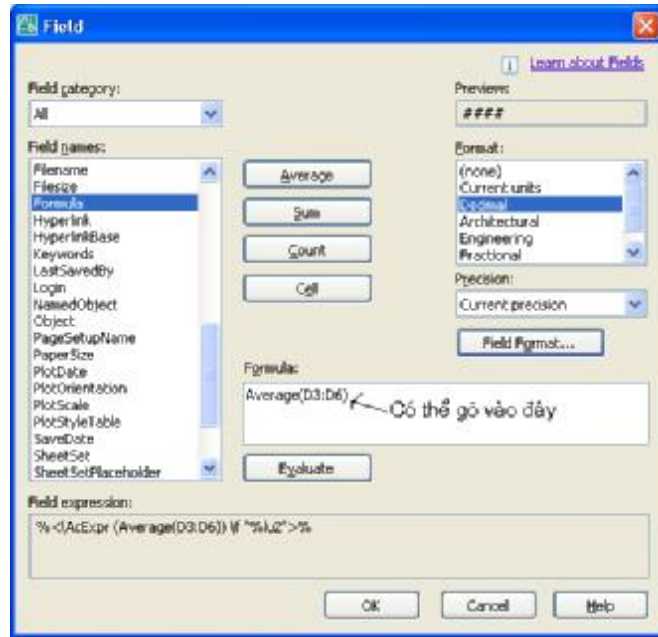 Field
Learn about Fields
Field category:
All
Preview:
####
Field names:
Filename
Filesize
Formula
Hyperlink
HyperlinkBase
Keywords
LastSavedBy
Login
NamedObject
Object
PageSetupName
PaperSize
PlotDate
PlotOrientation
PlotScale
PlotStyleTable
SaveDate
SheetSet
SheetSetPlaceholder
Average
Sum
Count
Cell
Format:
(none)
Current units
Decimal
Architectural
Engineering
Fractional
Precision:
Current precision
Field Format...
Formula:
Average(D3:D6)
Có thể gõ vào đây
Evaluate
Field expression:
%<\AcExpr (Average(D3:D6)) \f "%lu2">%
OK
Cancel
Help